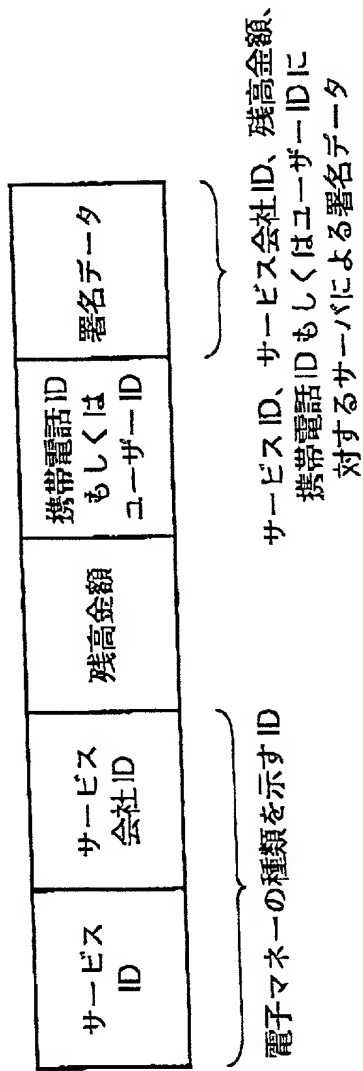 サービス
ID
サービス
会社ID
残高金額
携帯電話ID
もしくは
ユーザーID
署名データ
電子マネーの種類を示すID
サービスID、サービス会社ID、残高金額、
携帯電話IDもしくはユーザーIDに
対するサーバによる署名データ